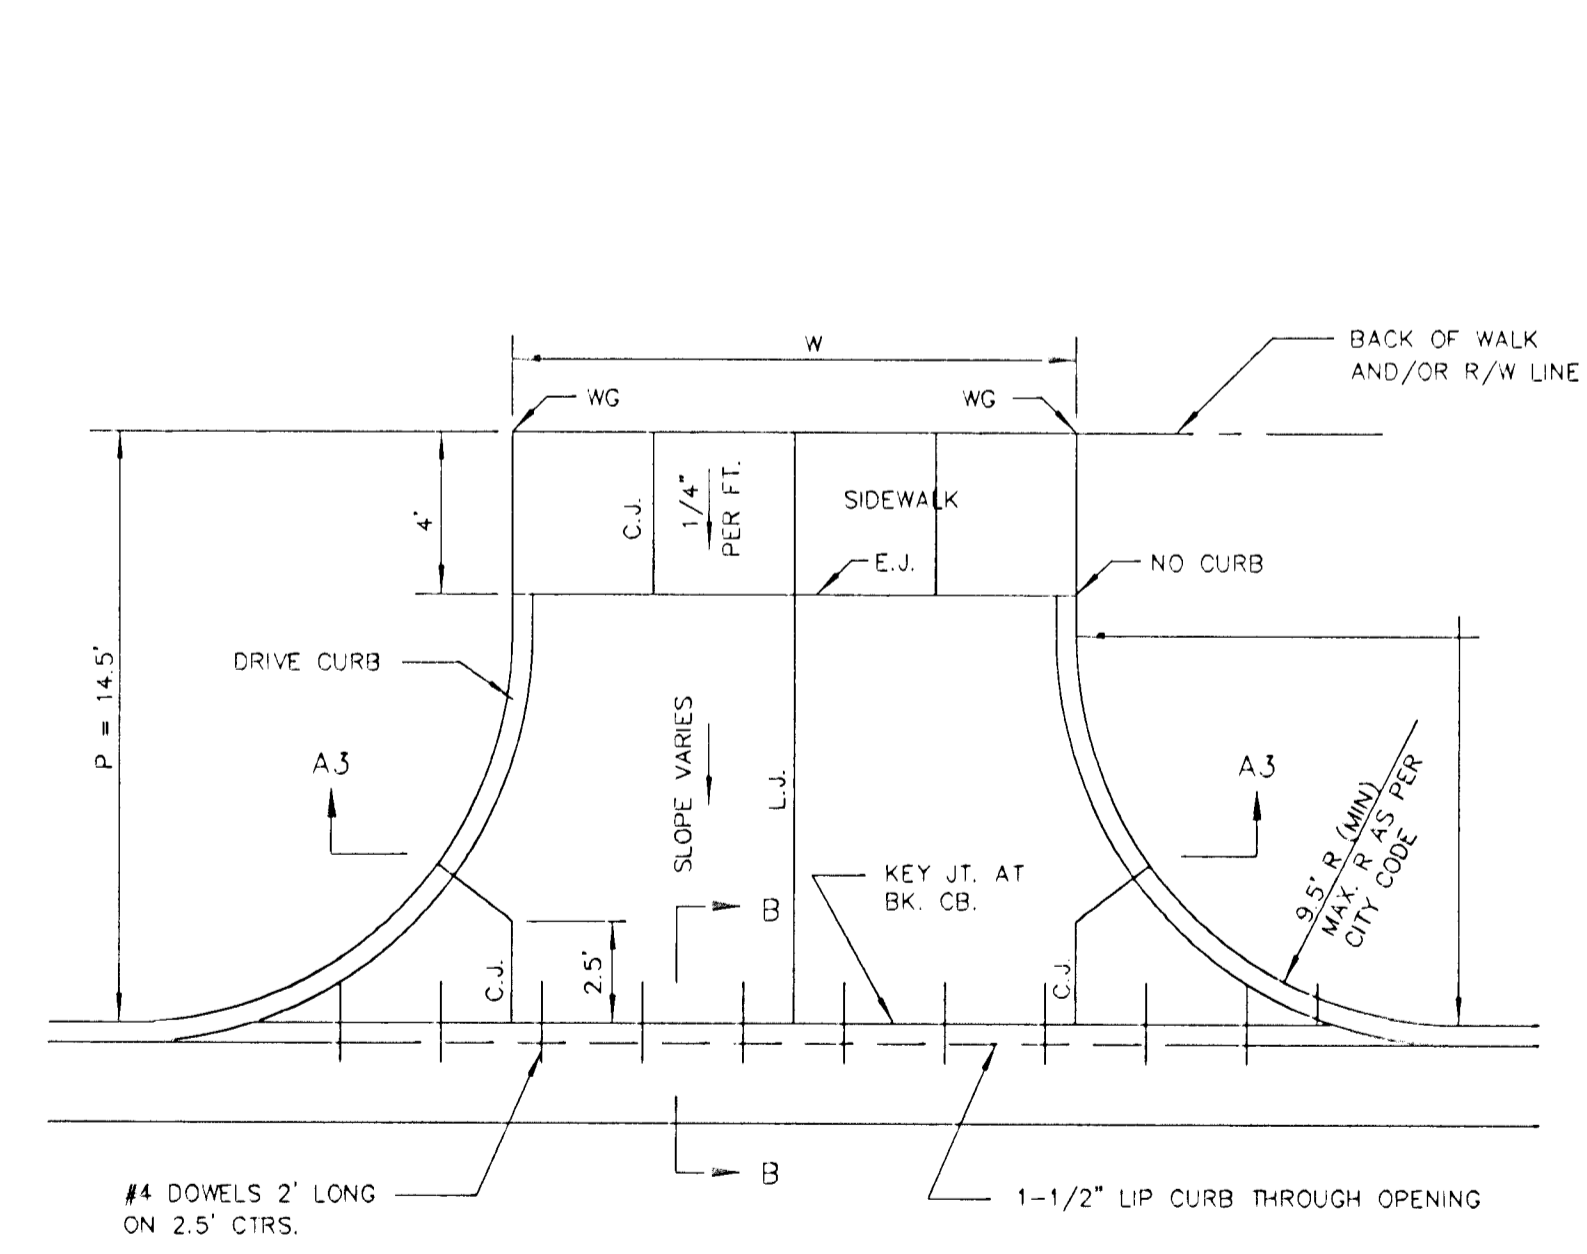 W
BACK OF WALK
AND/OR R/W LINE
WG
WG
4'
C.J.
1/4"
PER FT.
SIDEWALK
E.J.
NO CURB
P = 14.5'
DRIVE CURB
SLOPE VARIES
L.J.
A3
A3
9.5' R (MIN)
MAX. R AS PER
CITY CODE
KEY JT. AT
BK. CB.
B
C.J.
2.5'
C.J.
B
#4 DOWELS 2' LONG
ON 2.5' CTRS.
1-1/2" LIP CURB THROUGH OPENING